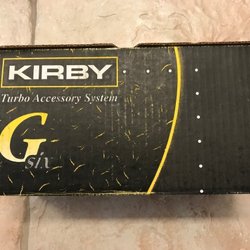 KIRBY
Turbo Accessory System
G
six